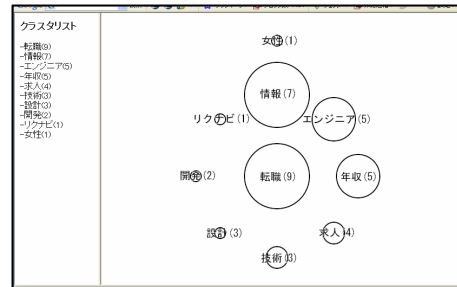 クラスタリスト
-転職(9)
-情報(7)
-エンジニア(5)
-年収(5)
-求人(4)
-技術(3)
-設計(3)
-開発(2)
-リクナビ(1)
-女性(1)
女性(1)
情報(7)
リクナビ(1)
エンジニア(5)
開発(2)
転職(9)
年収(5)
設計(3)
求人(4)
技術(3)